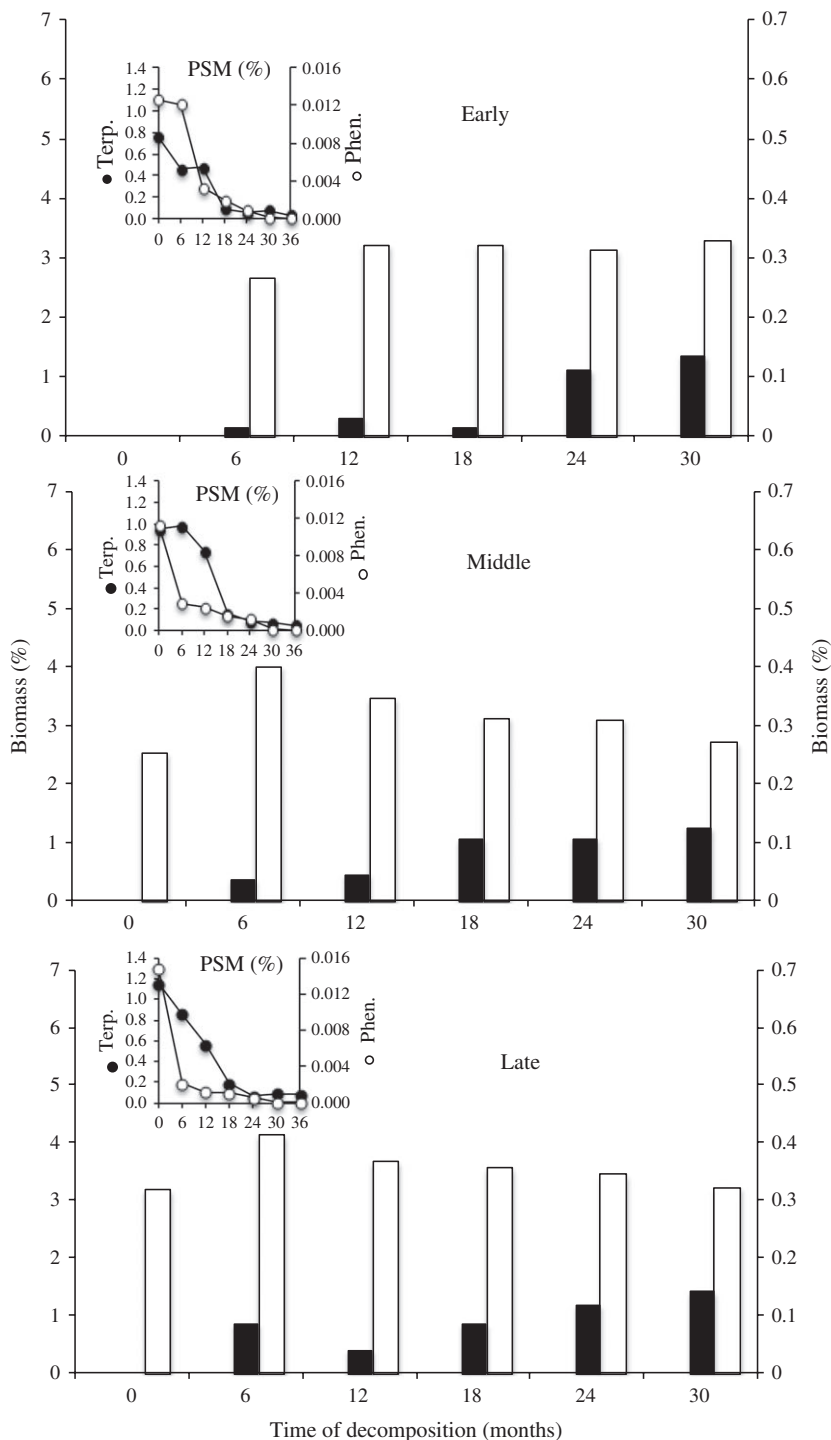 7 0.7
1.4 PSM (%) 0.016
6 1.2 0.6
1.0 0.012
Early
5 0.8 0.5
● Terp. 0.6 0.008 ○ Phen.
4 0.4 0.004 0.4
0.2
0.0 0.000
0 6 12 18 24 30 36
3 0.3
2 0.2
1 0.1
0 0
0 6 12 18 24 30
1.4 PSM (%) 0.016
7 0.7
1.2
1.0 0.012
6 0.6
0.8 0.008
Middle
● Terp. 0.6 ○ Phen.
5 0.4 0.004 0.5
0.2
0.0 0.000
0 6 12 18 24 30 36
4 0.4
Biomass (%) Biomass (%)
3 0.3
2 0.2
1 0.1
0 0
0 6 12 18 24 30
1.4 PSM (%) 0.016
7 0.7
1.2
1.0 0.012
6 0.8 0.008 0.6
● Terp. 0.6 ○ Phen.
Late
0.4 0.004
5 0.2 0.5
0.0 0.000
0 6 12 18 24 30 36
4 0.4
3 0.3
2 0.2
1 0.1
0 0
0 6 12 18 24 30
Time of decomposition (months)